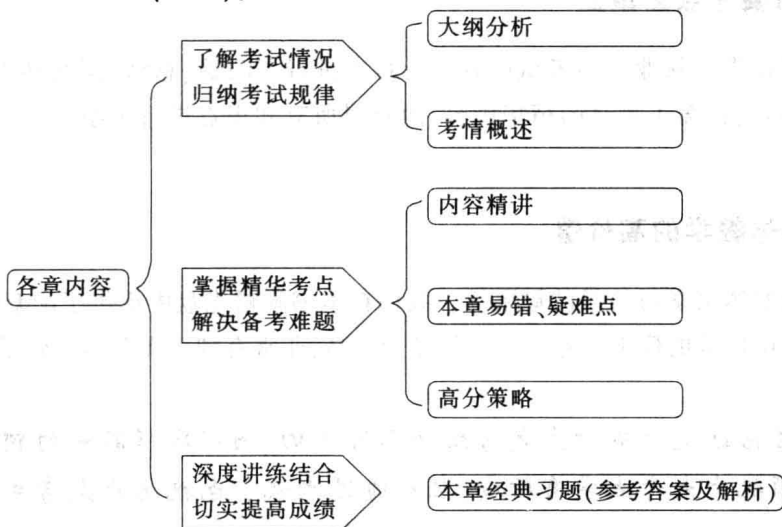 大纲分析
了解考试情况
归纳考试规律
考情概述
内容精讲
各章内容
掌握精华考点
解决备考难题
本章易错、疑难点
高分策略
深度讲练结合
切实提高成绩
本章经典习题(参考答案及解析)